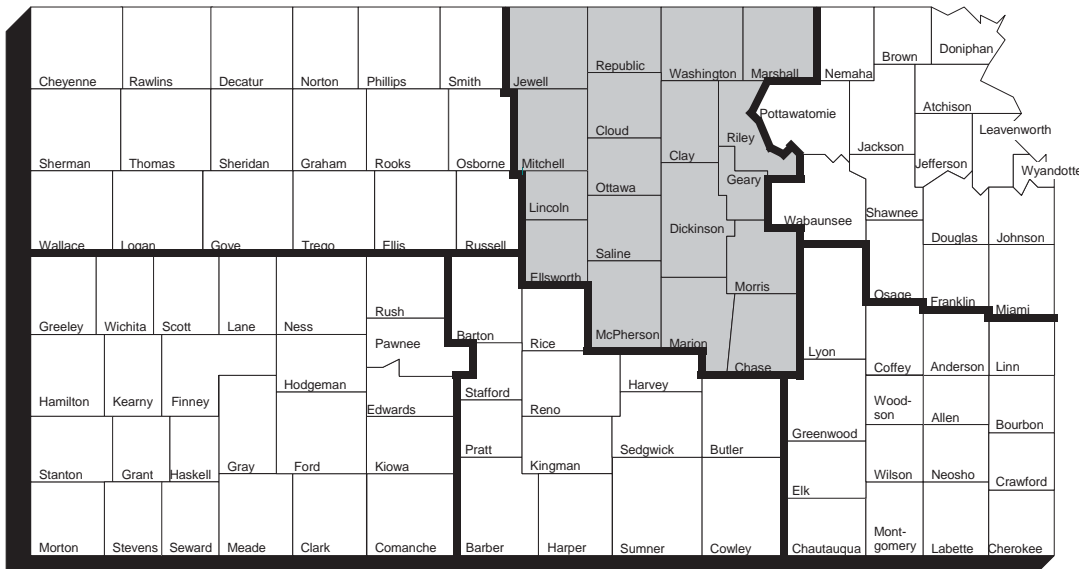 Doniphan
Brown
Republic
Cheyenne
Rawlins
Decatur
Norton
Phillips
Smith
Jewell
Washington
Marshall
Nemaha
Atchison
Pottawatomie
Cloud
Riley
Leavenworth
Jackson
Clay
Sherman
Thomas
Sheridan
Graham
Rooks
Osborne
Mitchell
Jefferson
Wyandotte
Geary
Ottawa
Lincoln
Shawnee
Wabaunsee
Dickinson
Wallace
Logan
Gove
Trego
Ellis
Russell
Douglas
Johnson
Saline
Ellsworth
Morris
Osage
Franklin
Miami
Rush
Greeley
Wichita
Scott
Lane
Ness
Barton
McPherson
Pawnee
Rice
Marion
Lyon
Chase
Coffey
Anderson
Linn
Hodgeman
Harvey
Stafford
Hamilton
Kearny
Finney
Edwards
Reno
Wood-
son
Allen
Bourbon
Greenwood
Pratt
Sedgwick
Butler
Gray
Ford
Kiowa
Kingman
Stanton
Grant
Haskell
Wilson
Neosho
Crawford
Elk
Mont-
gomery
Morton
Stevens
Seward
Meade
Clark
Comanche
Barber
Harper
Sumner
Cowley
Chautauqua
Labette
Cherokee